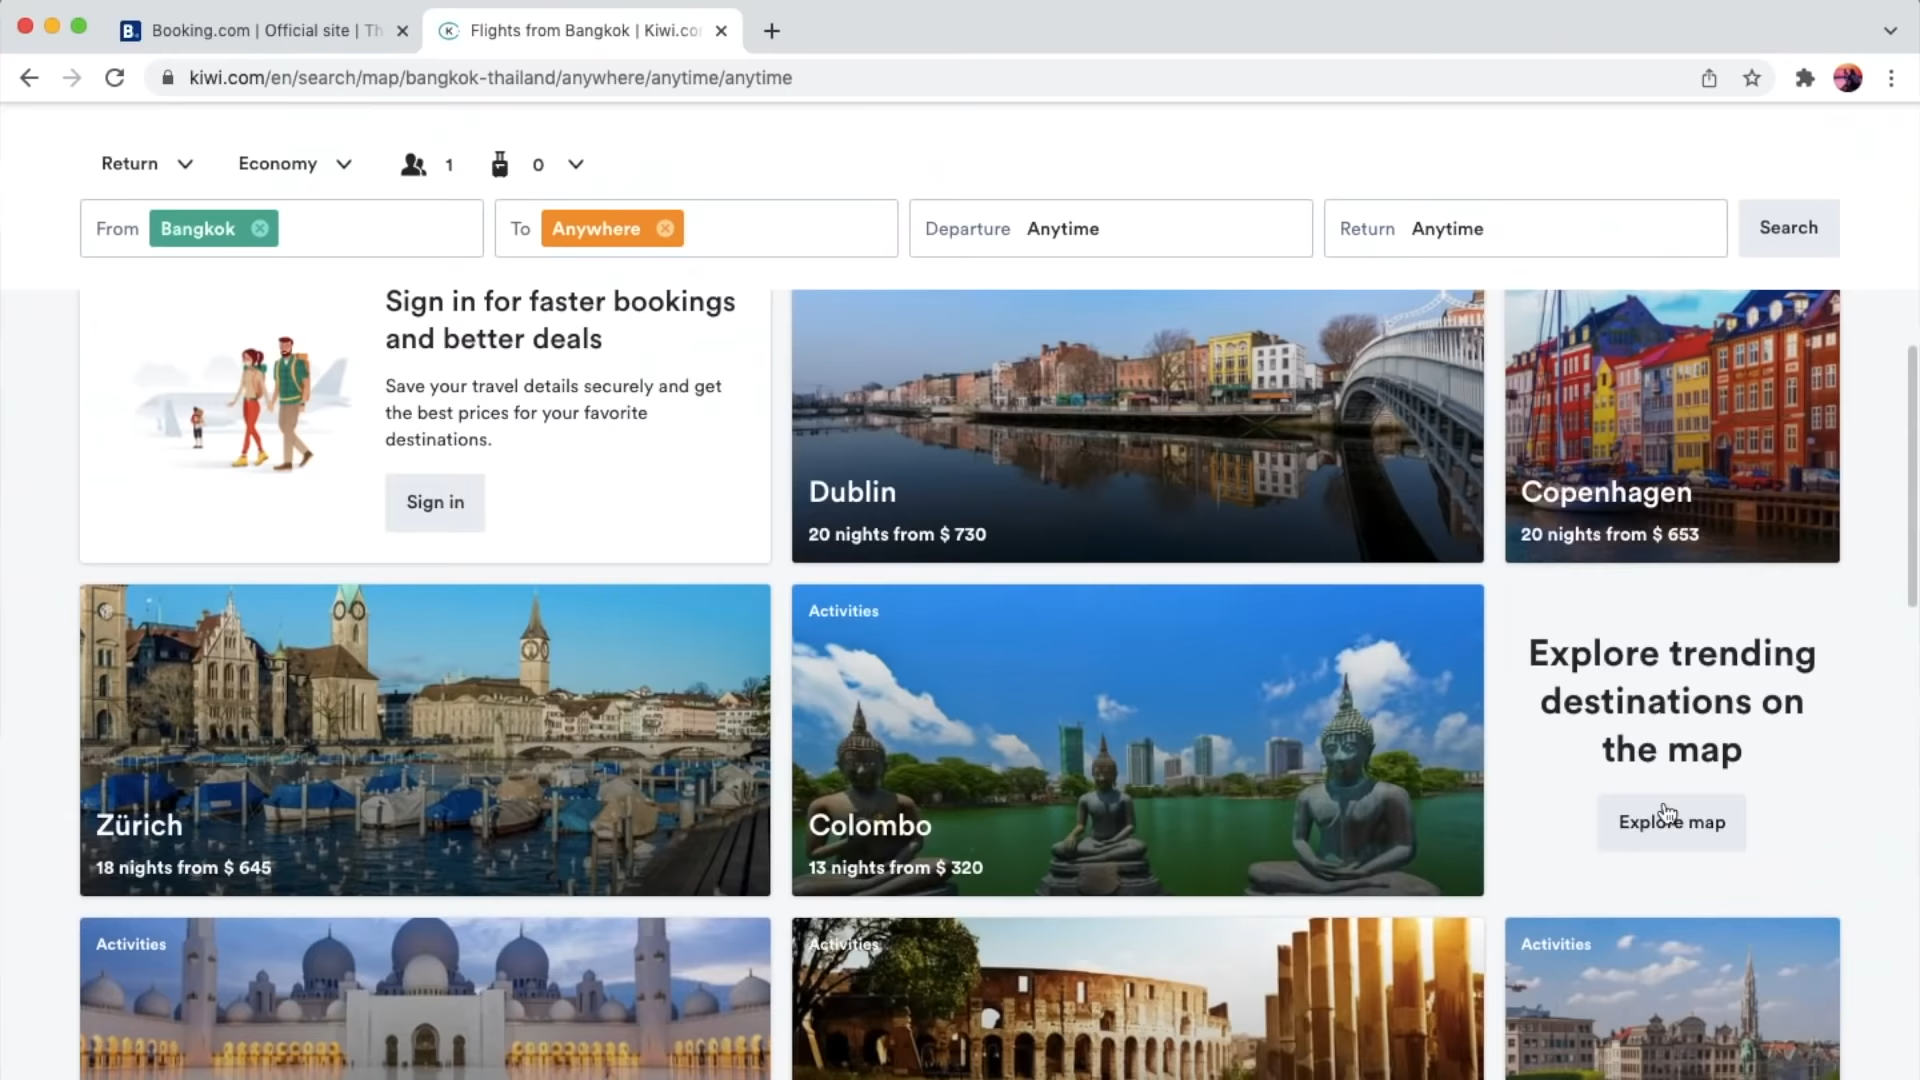 Booking.com | Official site | Th
Flights from Bangkok | Kiwi.co
kiwi.com/en/search/map/bangkok-thailand/anywhere/anytime/anytime
Return Economy 1 0
From Bangkok To Anywhere Departure Anytime Return Anytime Search
Sign in for faster bookings
and better deals
Save your travel details securely and get
the best prices for your favorite
destinations.
Sign in
Dublin
20 nights from $ 730
Copenhagen
20 nights from $ 653
Zürich
18 nights from $ 645
Activities
Colombo
13 nights from $ 320
Explore trending
destinations on
the map
Explore map
Activities
Activities
Activities